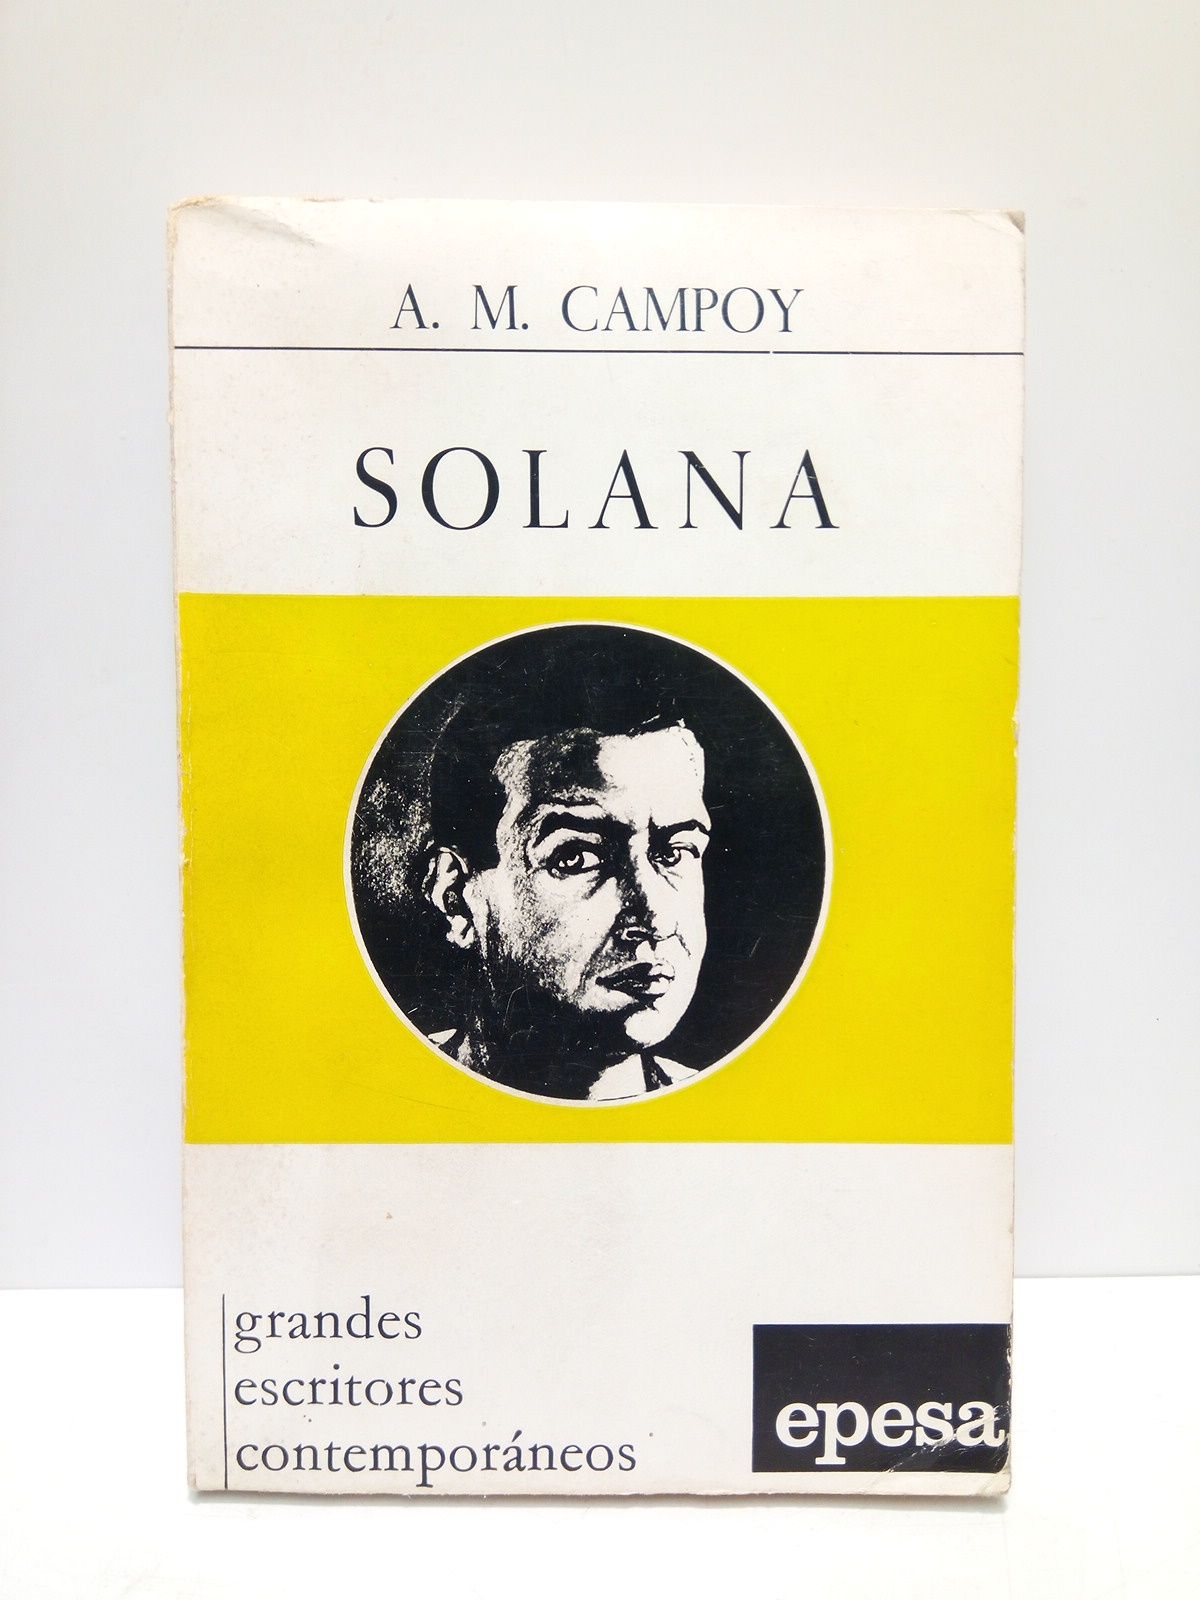 A. M. CAMPOY
SOLANA
grandes
escritores
contemporáneos
epesa